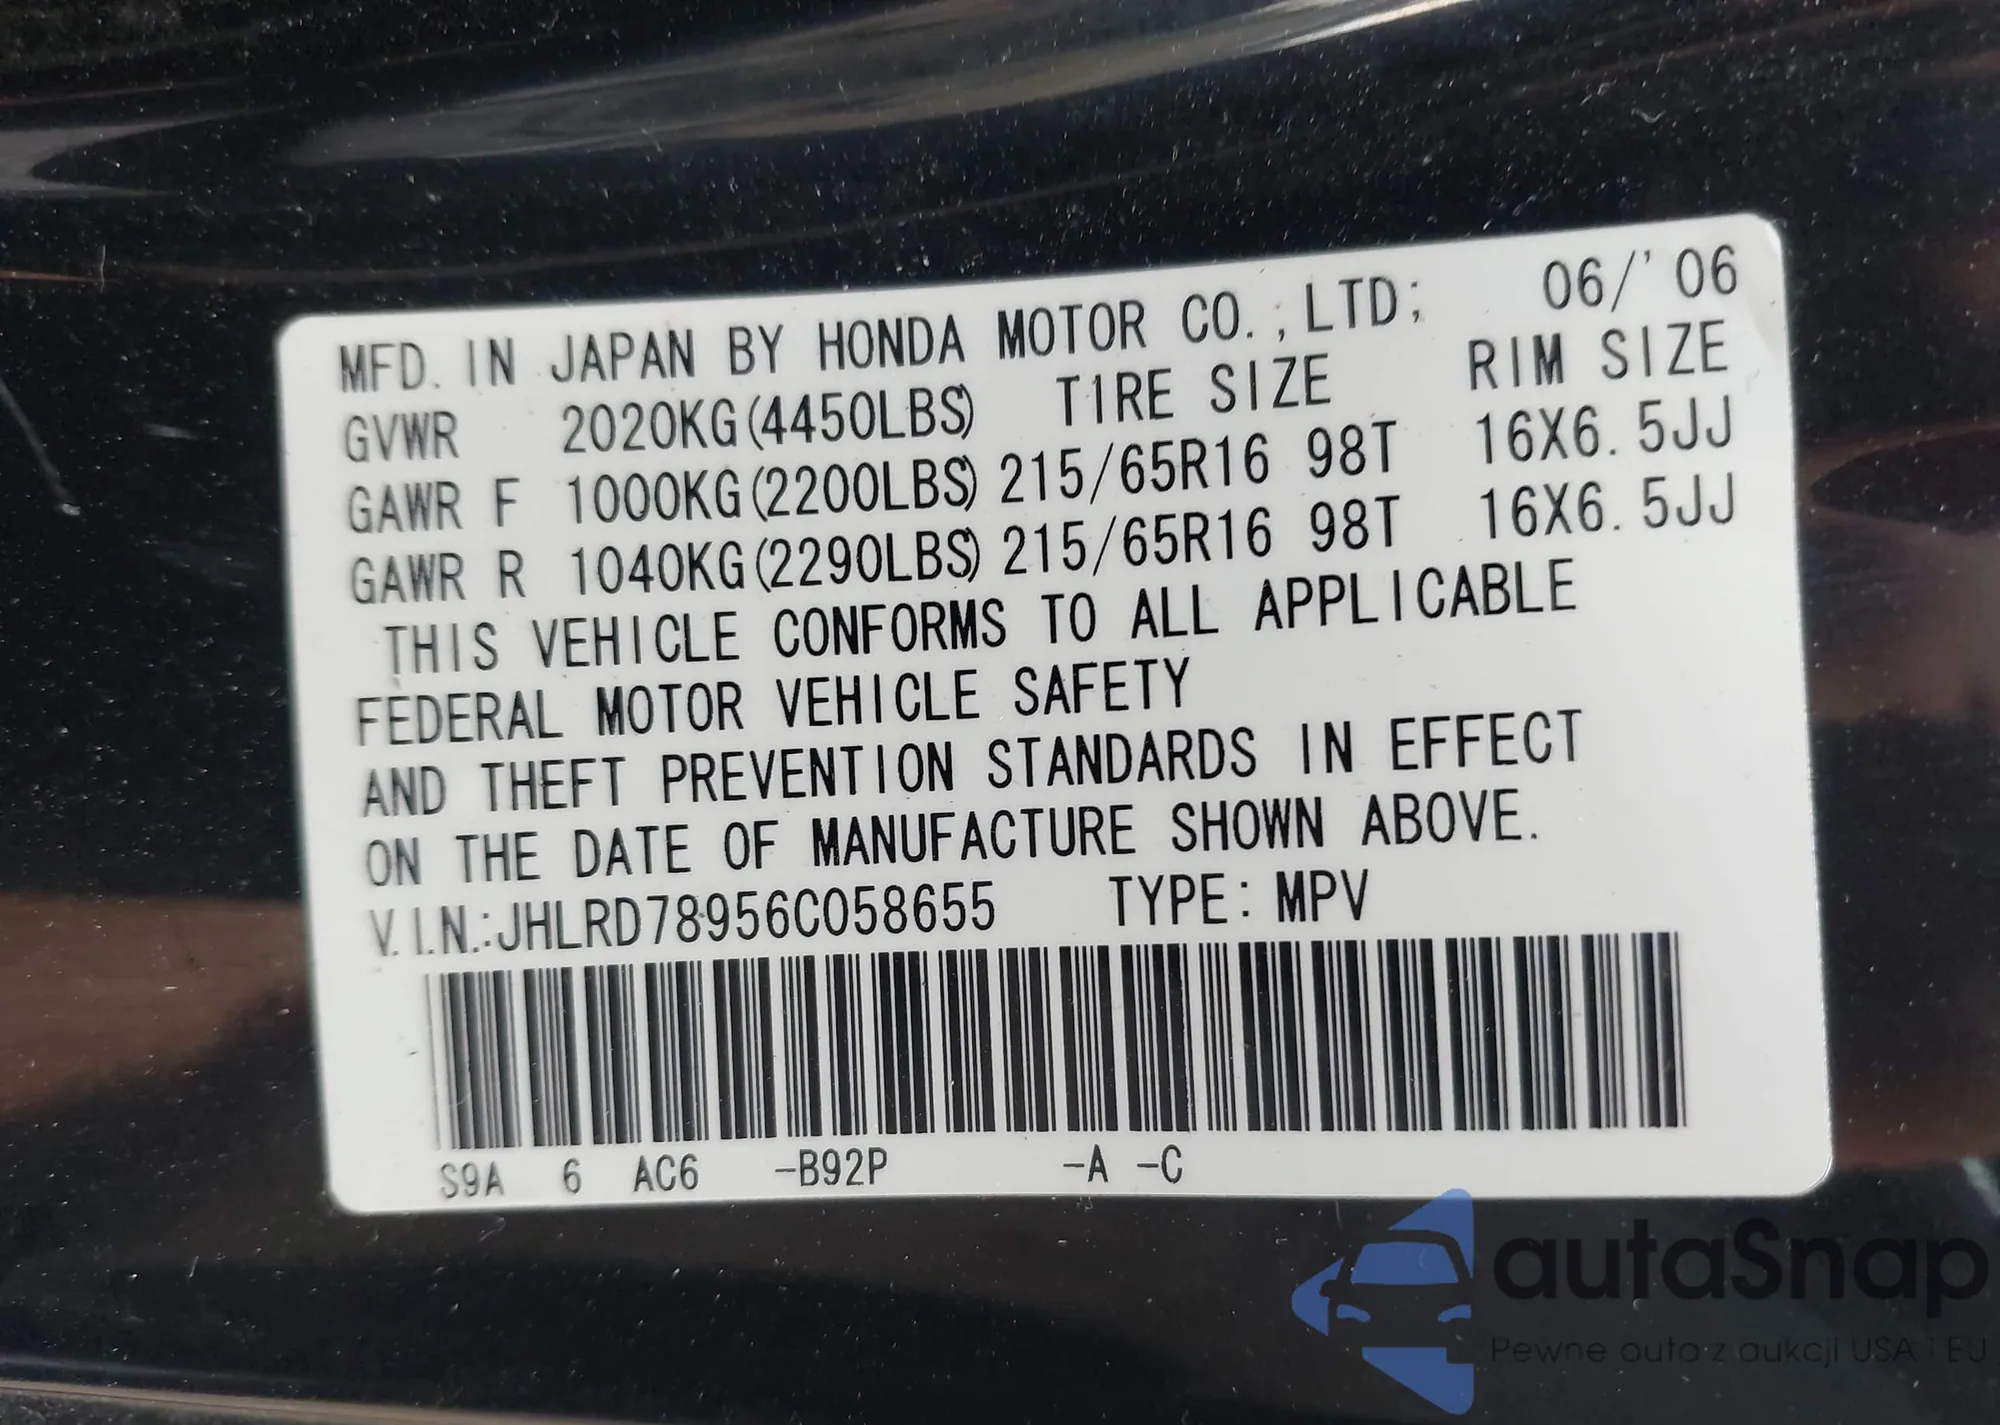 MFD. IN JAPAN BY HONDA MOTOR CO.,LTD; 06/'06
GVWR 2020KG(4450LBS) TIRE SIZE RIM SIZE
GAWR F 1000KG(2200LBS) 215/65R16 98T 16X6.5JJ
GAWR R 1040KG(2290LBS) 215/65R16 98T 16X6.5JJ
THIS VEHICLE CONFORMS TO ALL APPLICABLE
FEDERAL MOTOR VEHICLE SAFETY
AND THEFT PREVENTION STANDARDS IN EFFECT
ON THE DATE OF MANUFACTURE SHOWN ABOVE.
V.I.N.:JHLRD78956C058655 TYPE: MPV
S9A 6 AC6 -B92P -A -C
autaSnap
Pewne auta z aukcji USA i EU